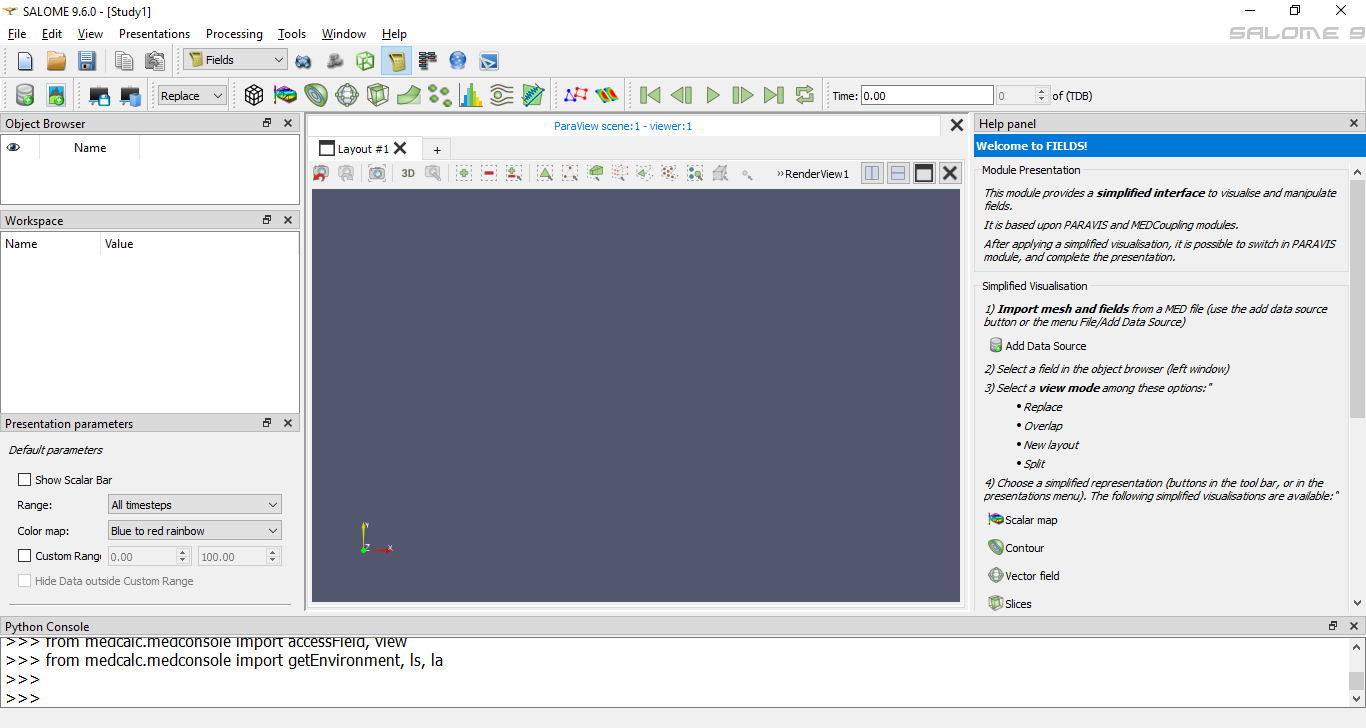 SALOME 9.6.0 - [Study1]
File Edit View Presentations Processing Tools Window Help
SALOME 9
Fields
Replace
Time: 0.00 0 of (TDB)
Object Browser
Name
Workspace
Name Value
Presentation parameters
Default parameters
Show Scalar Bar
Range: All timesteps
Color map: Blue to red rainbow
Custom Rang 0.00 100.00
Hide Data outside Custom Range
ParaView scene:1 - viewer:1
Layout #1 +
3D »RenderView1
Y
Z X
Help panel
Welcome to FIELDS!
Module Presentation
This module provides a simplified interface to visualise and manipulate
fields.
It is based upon PARAVIS and MEDCoupling modules.
After applying a simplified visualisation, it is possible to switch in PARAVIS
module, and complete the presentation.
Simplified Visualisation
1) Import mesh and fields from a MED file (use the add data source
button or the menu File/Add Data Source)
Add Data Source
2) Select a field in the object browser (left window)
3) Select a view mode among these options:"
• Replace
• Overlap
• New layout
• Split
4) Choose a simplified representation (buttons in the tool bar, or in the
presentations menu). The following simplified visualisations are available:"
Scalar map
Contour
Vector field
Slices
Python Console
>>> from medcalc.medconsole import accessField, view
>>> from medcalc.medconsole import getEnvironment, ls, la
>>>
>>>